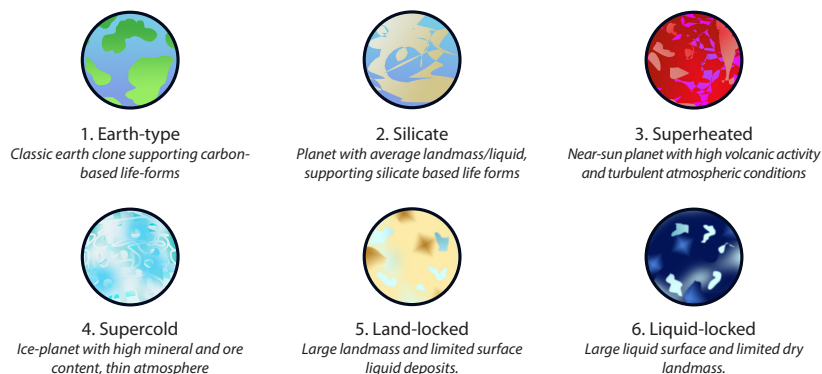 1. Earth-type
Classic earth clone supporting carbon-
based life-forms
2. Silicate
Planet with average landmass/liquid,
supporting silicate based life forms
3. Superheated
Near-sun planet with high volcanic activity
and turbulent atmospheric conditions
4. Supercold
Ice-planet with high mineral and ore
content, thin atmosphere
5. Land-locked
Large landmass and limited surface
liquid deposits.
6. Liquid-locked
Large liquid surface and limited dry
landmass.